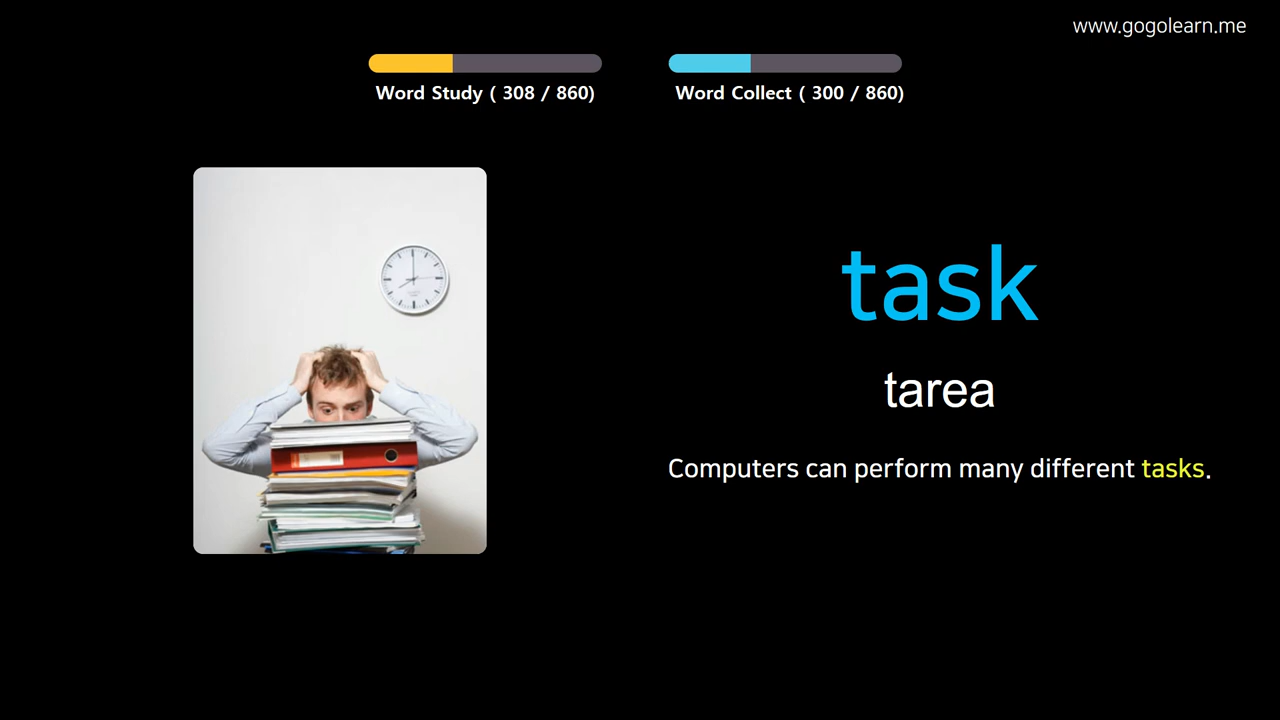 www.gogolearn.me
Word Study ( 308 / 860)
Word Collect ( 300 / 860)
task
tarea
Computers can perform many different tasks.